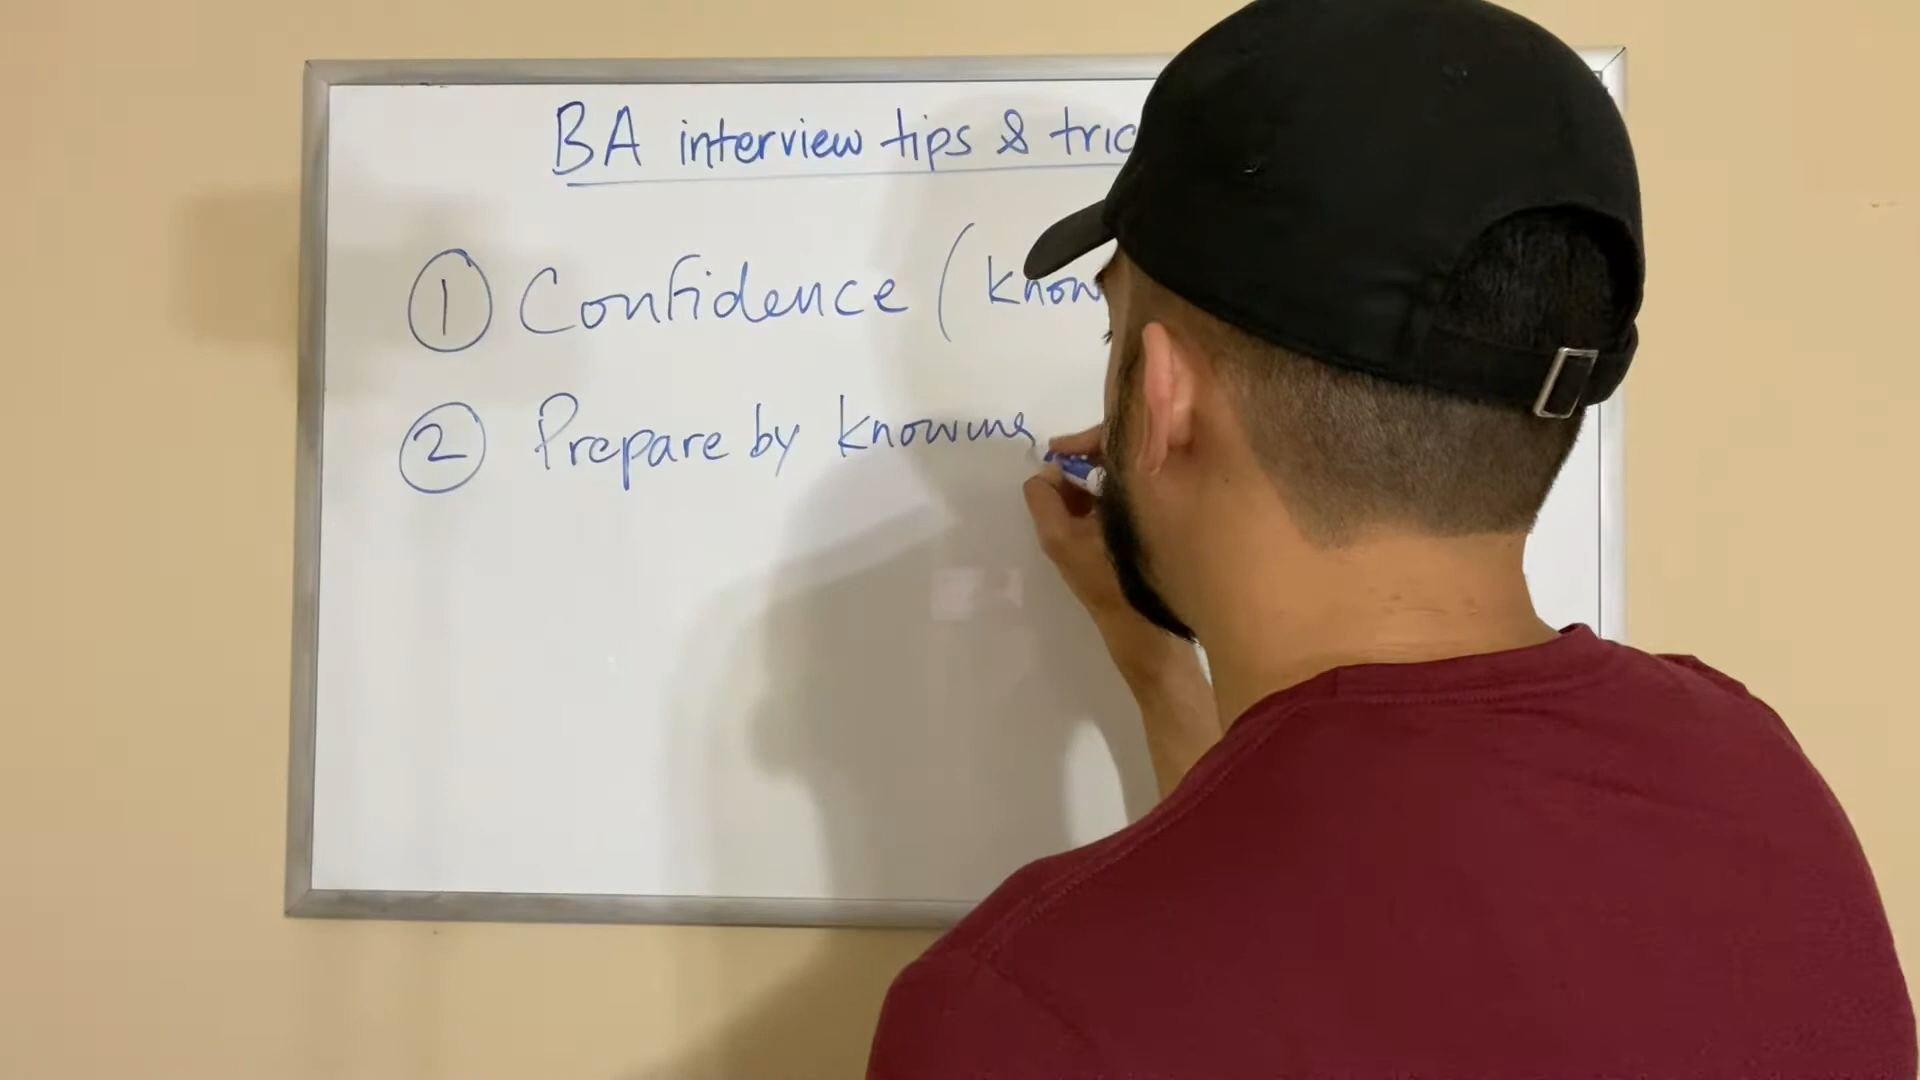 BA interview tips & tric
① Confidence (know
② Prepare by knowing